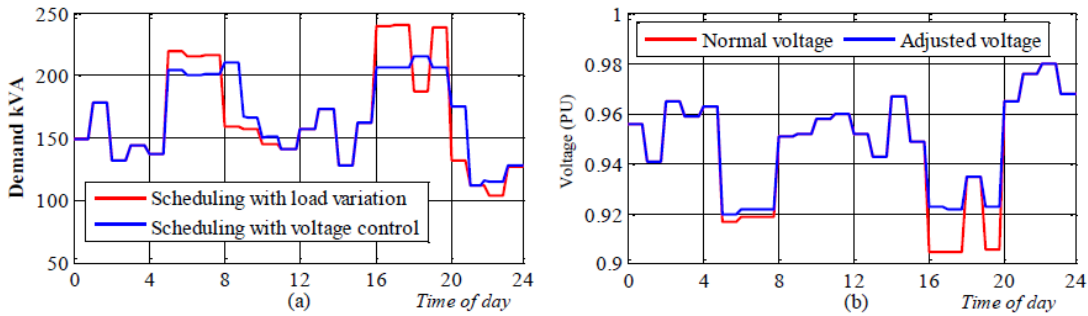 250
200
150
100
50
Demand kVA
Scheduling with load variation
Scheduling with voltage control
0 4 8 12 16 20 24
(a) Time of day
Normal voltage Adjusted voltage
0.98
0.96
0.94
0.92
0.9
Voltage (PU)
0 4 8 12 16 20 24
(b) Time of day